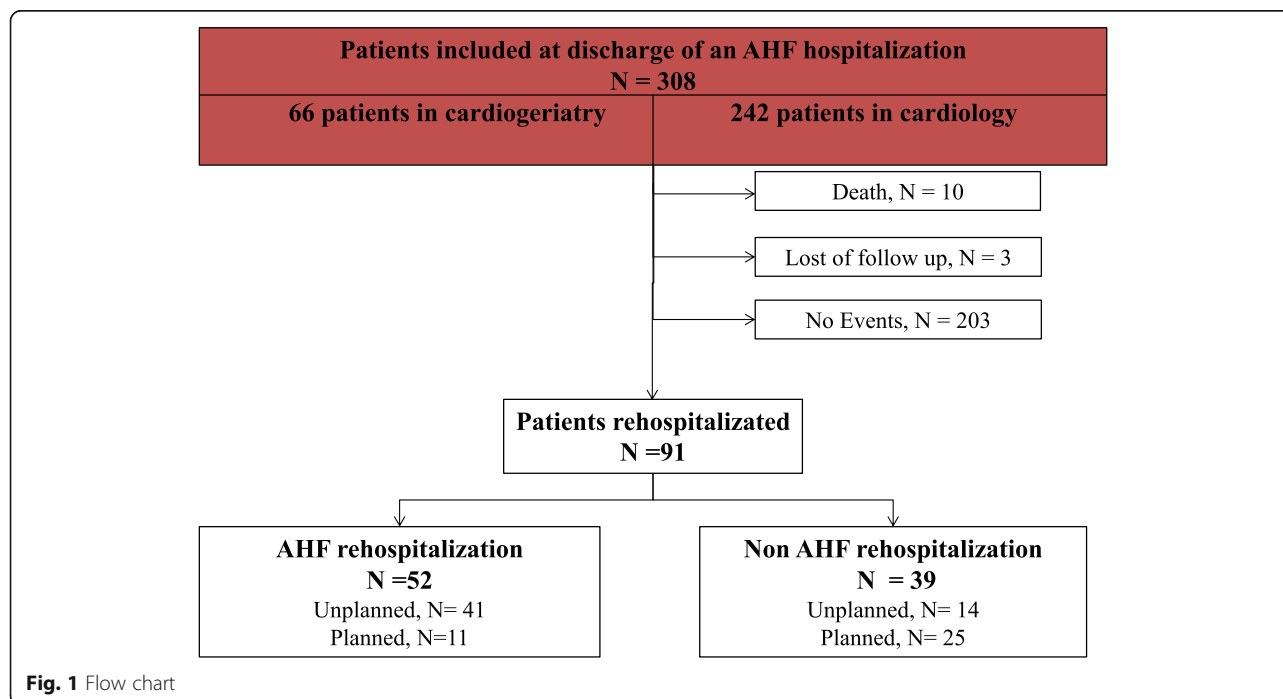 Patients included at discharge of an AHF hospitalization
N = 308
66 patients in cardiogeriatry
242 patients in cardiology
Death, N = 10
Lost of follow up, N = 3
No Events, N = 203
Patients rehospitalizated
N =91
AHF rehospitalization
N =52
Unplanned, N= 41
Planned, N=11
Non AHF rehospitalization
N = 39
Unplanned, N = 14
Planned, N = 25
Fig. 1 Flow chart